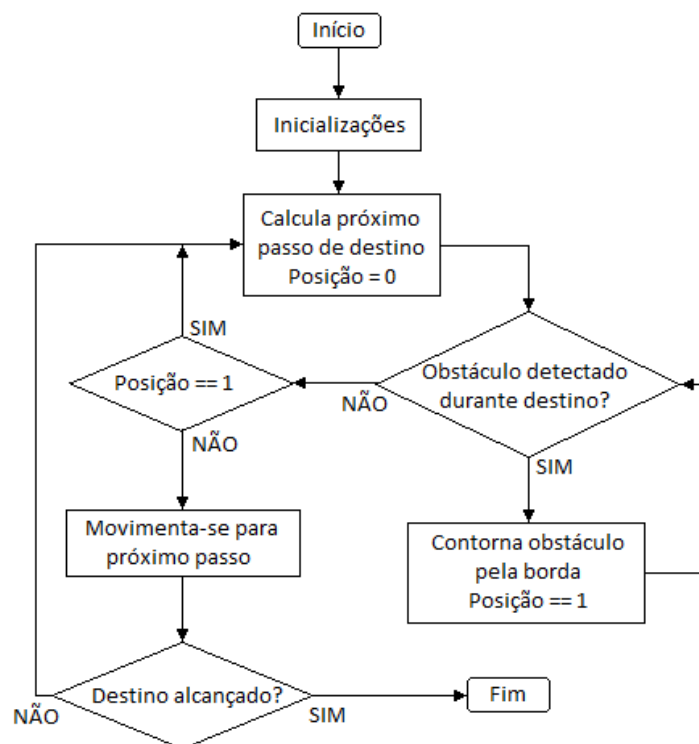 Início
Inicializações
Calcula próximo
passo de destino
Posição = 0
SIM
Posição == 1
NÃO
Obstáculo detectado
durante destino?
NÃO
SIM
Movimenta-se para
próximo passo
Contorna obstáculo
pela borda
Posição == 1
Destino alcançado?
NÃO
SIM
Fim